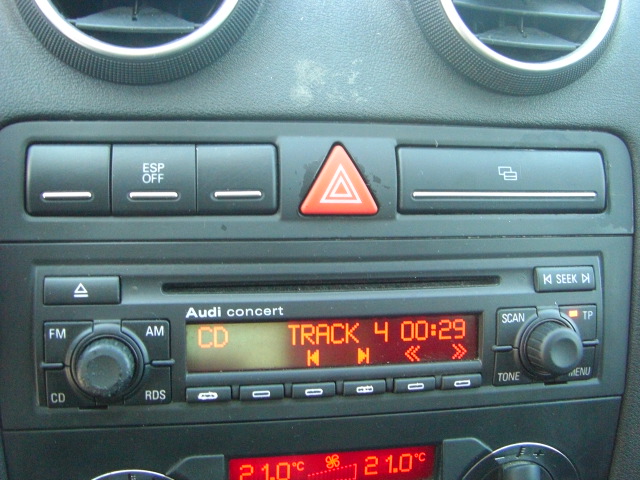 ESP
OFF
SEEK
Audi concert
FM AM
CD RDS
CD TRACK 4 00:29
SCAN TP
TONE MENU
21.0°C 21.0°C
- +